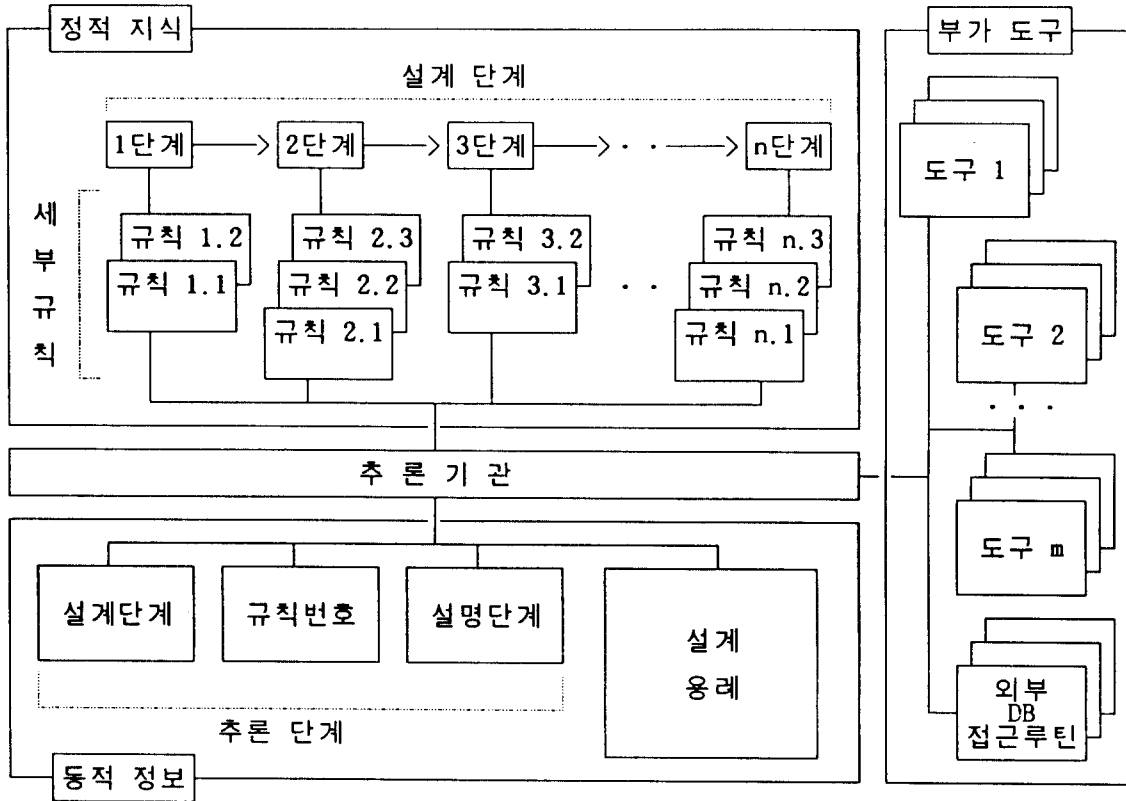 정적 지식
설계 단계
1단계
2단계
3단계
· ·
n단계
세부규칙
규칙 1.2
규칙 1.1
규칙 2.3
규칙 2.2
규칙 2.1
규칙 3.2
규칙 3.1
· ·
규칙 n.3
규칙 n.2
규칙 n.1
추 론 기 관
설계단계
규칙번호
설명단계
설계
용례
추론 단계
동적 정보
부가 도구
도구 1
도구 2
· · ·
도구 m
외부
DB
접근루틴